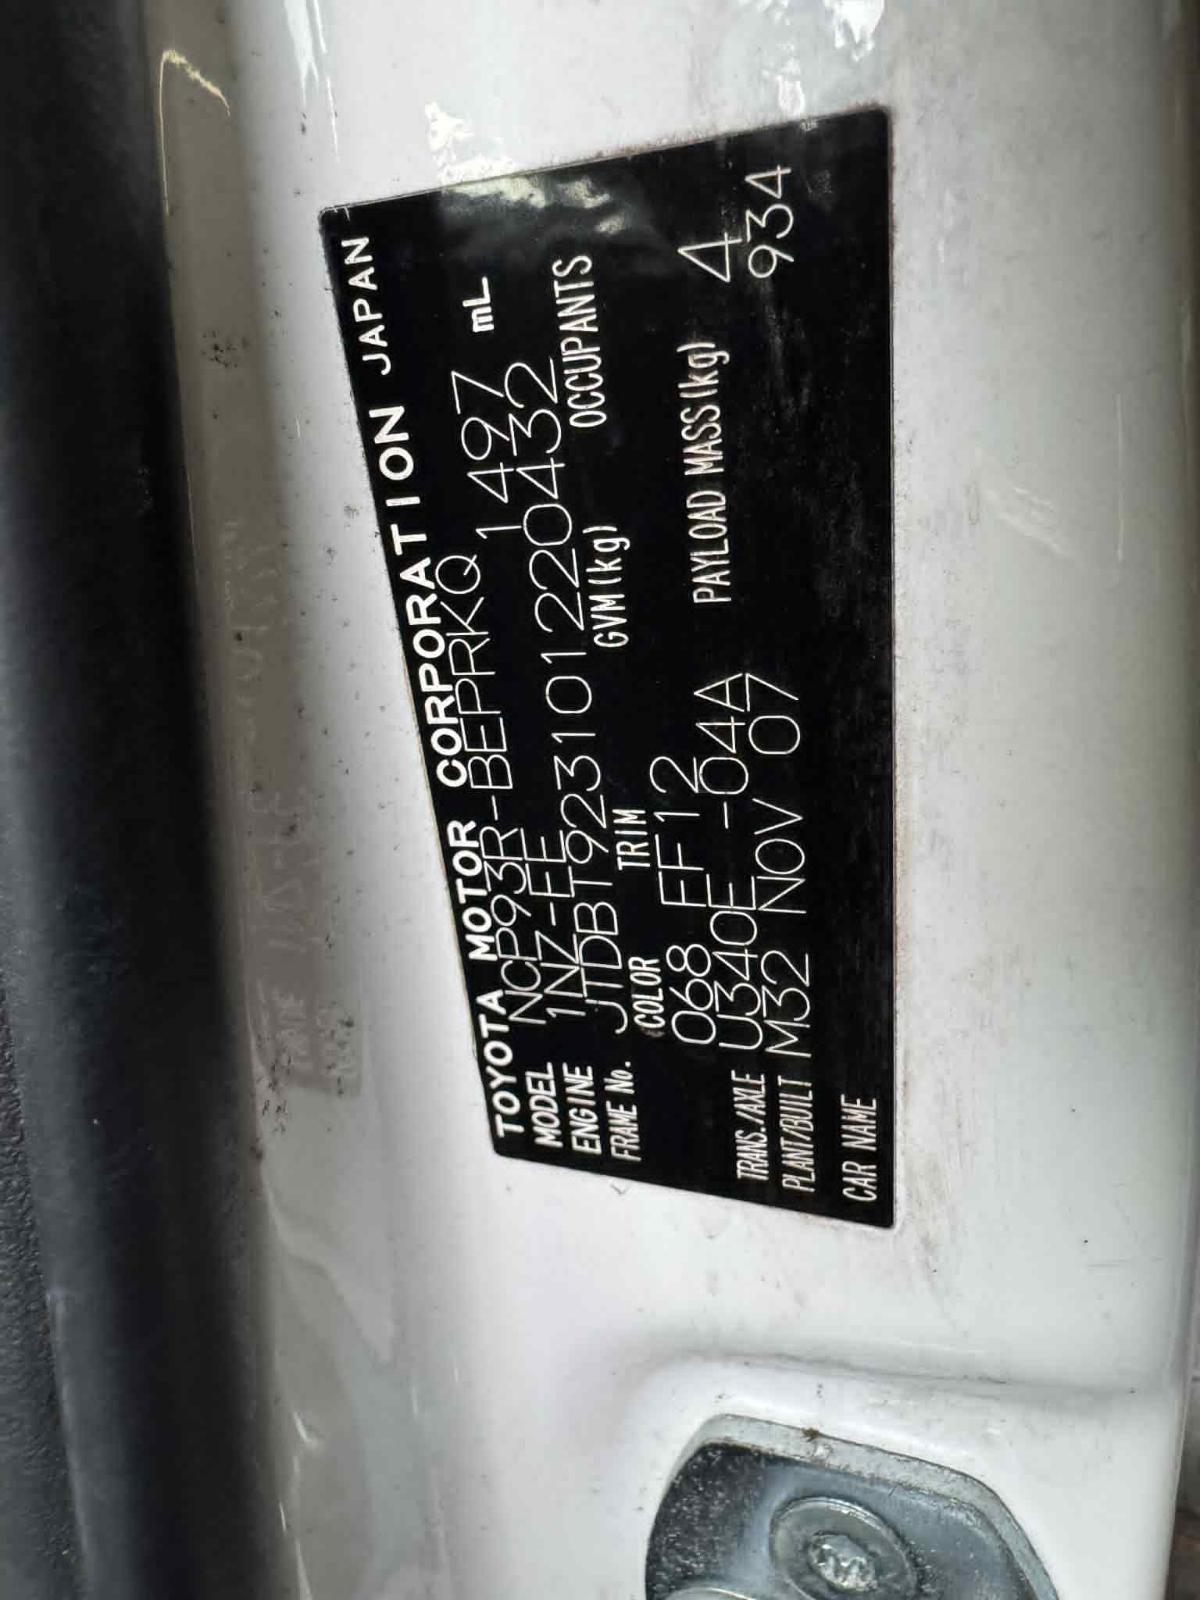 TOYOTA MOTOR CORPORATION JAPAN
MODEL NCP93R-BEPRKQ
ENGINE 1NZ-FE 1497 mL
FRAME No. JTDBT923101220432
COLOR TRIM GVM(kg) OCCUPANTS
068 FF12 4
TRANS./AXLE U340E -04A PAYLOAD MASS(kg)
PLANT/BUILT M32 NOV 07 934
CAR NAME